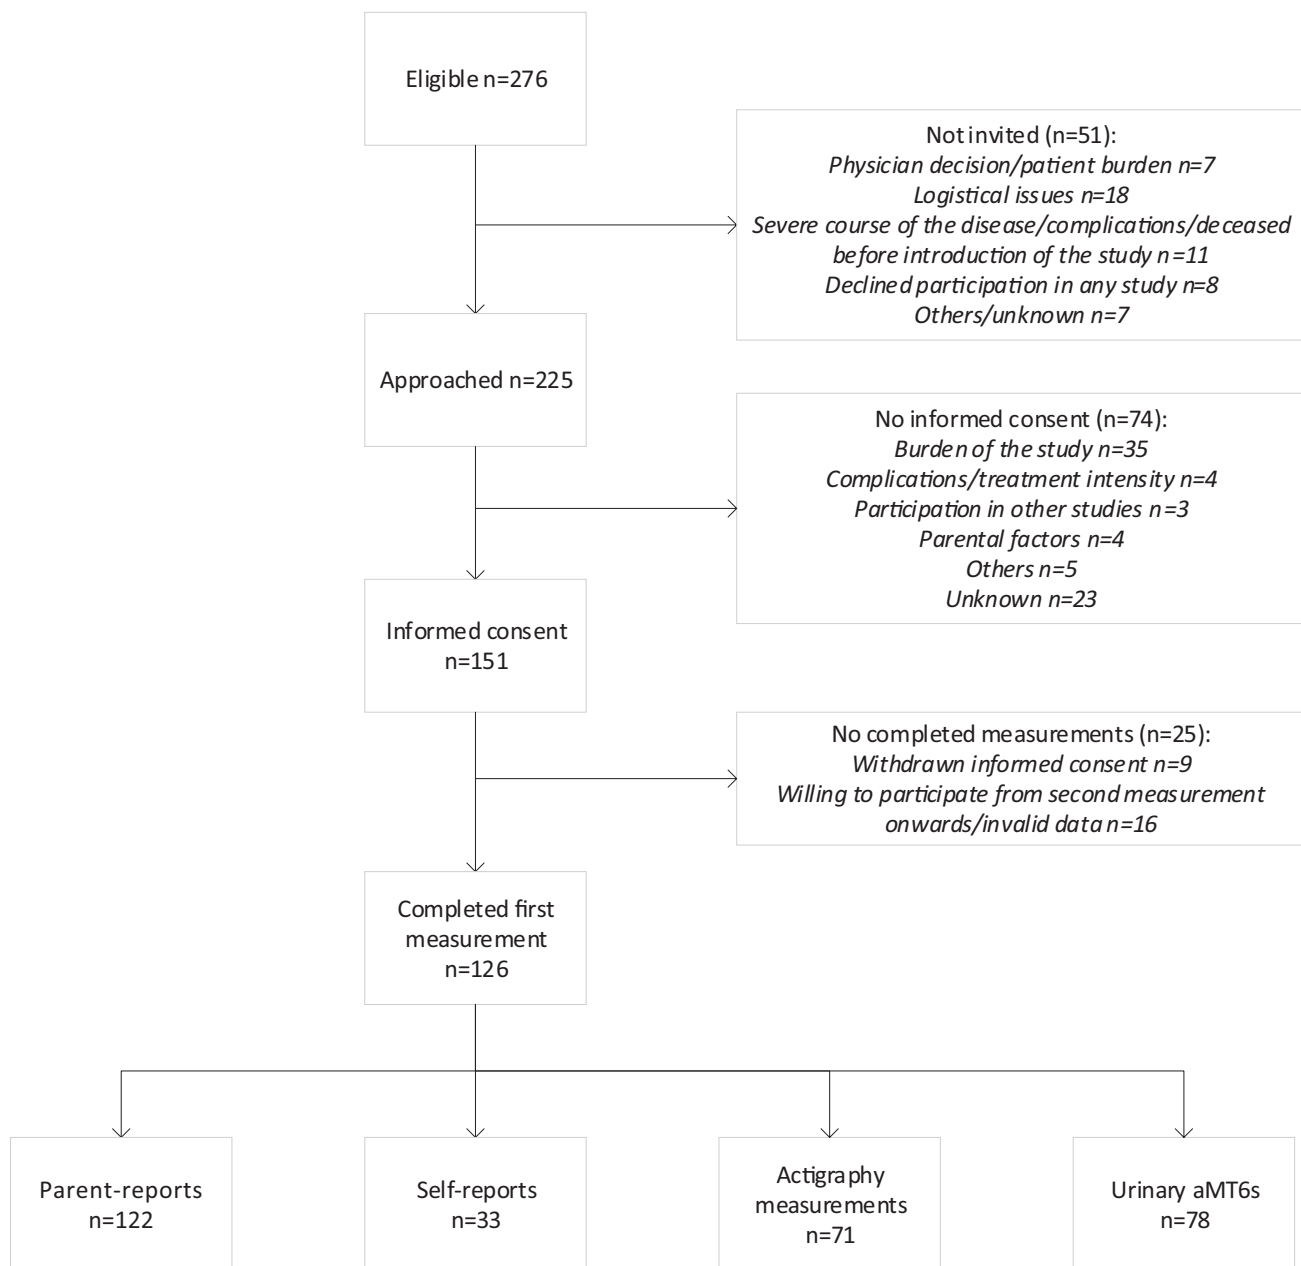 Eligible n=276
Not invited (n=51):
Physician decision/patient burden n=7
Logistical issues n=18
Severe course of the disease/complications/deceased
before introduction of the study n=11
Declined participation in any study n=8
Others/unknown n=7
Approached n=225
No informed consent (n=74):
Burden of the study n=35
Complications/treatment intensity n=4
Participation in other studies n=3
Parental factors n=4
Others n=5
Unknown n=23
Informed consent
n=151
No completed measurements (n=25):
Withdrawn informed consent n=9
Willing to participate from second measurement
onwards/invalid data n=16
Completed first
measurement
n=126
Parent-reports
n=122
Self-reports
n=33
Actigraphy
measurements
n=71
Urinary aMT6s
n=78